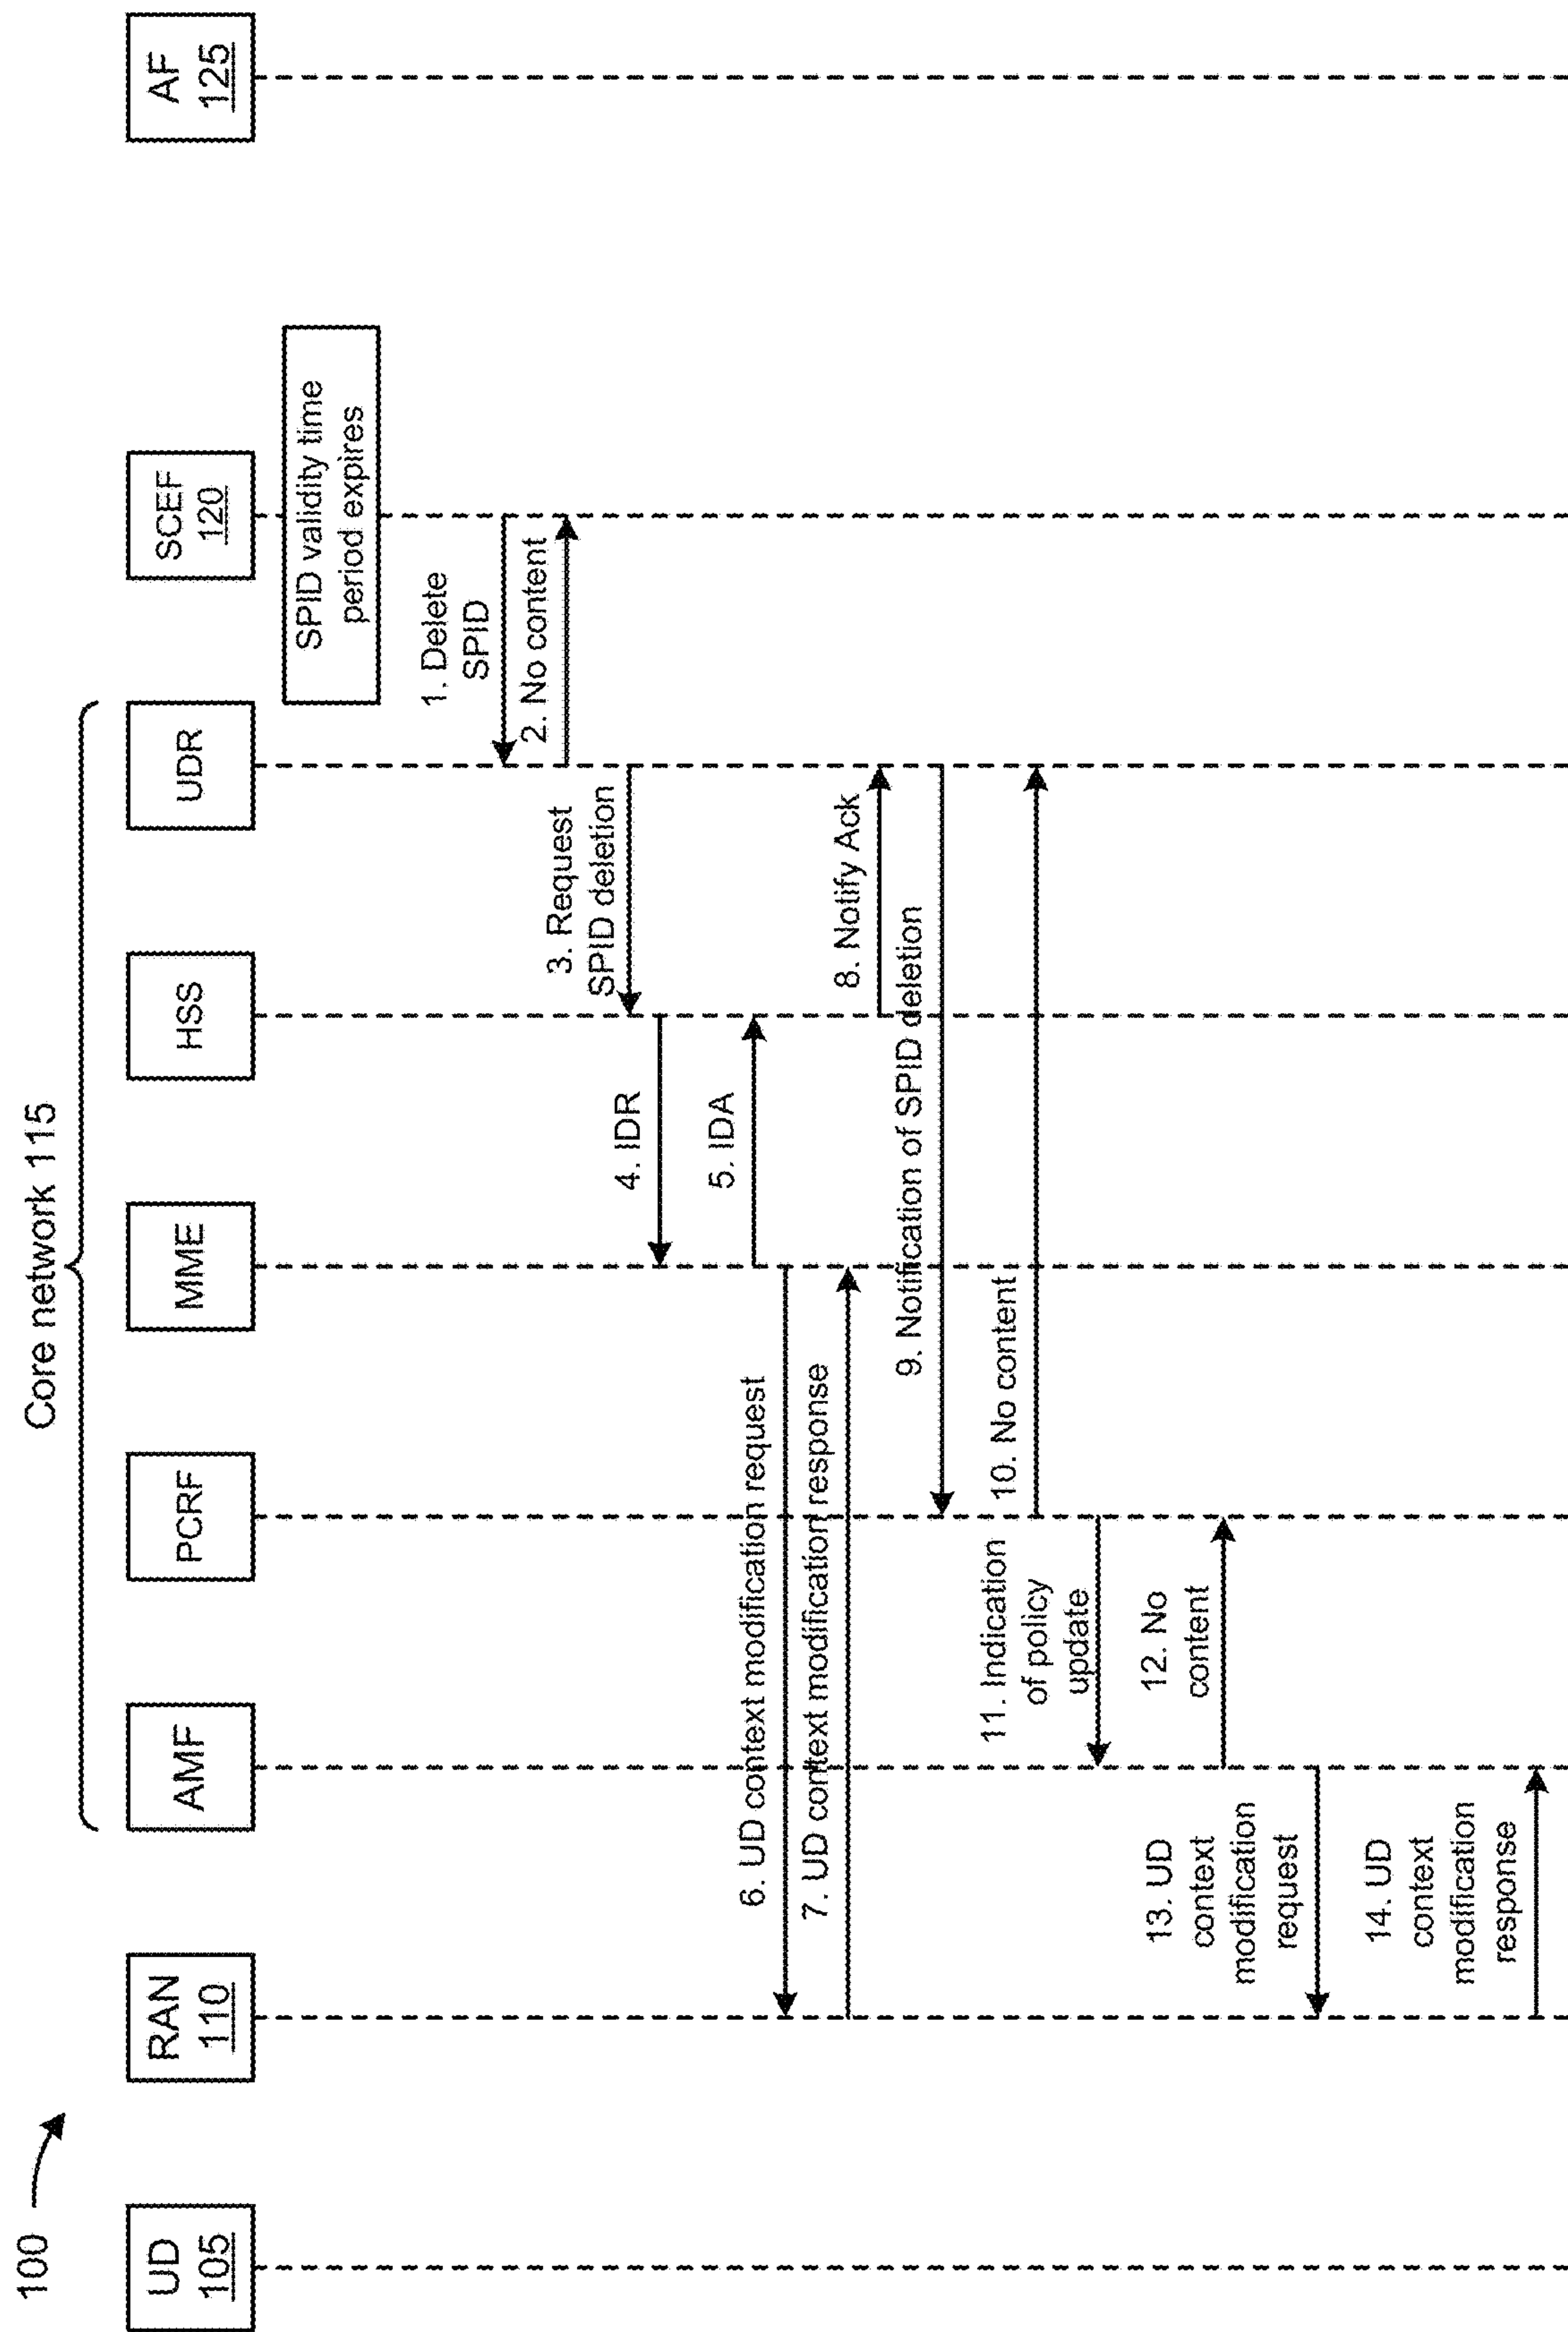 100
Core network 115
UD
105
RAN
110
AMF
PCRF
MME
HSS
UDR
SCEF
120
AF
125
SPID validity time
period expires
1. Delete
SPID
2. No content
3. Request
SPID deletion
4. IDR
5. IDA
6. UD context modification request
7. UD context modification response
8. Notify Ack
9. Notification of SPID deletion
10. No content
11. Indication
of policy
update
12. No
content
13. UD
context
modification
request
14. UD
context
modification
response